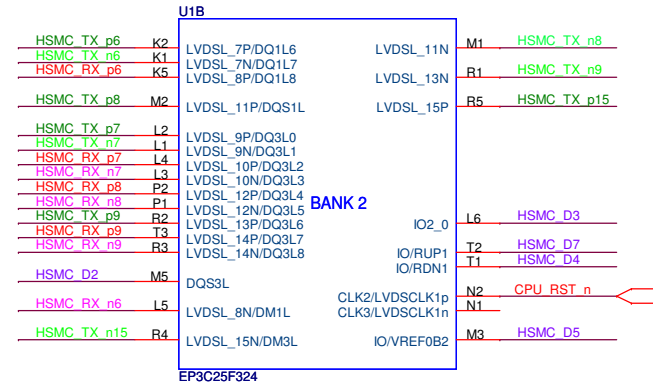 U1B
HSMC_TX_p6 K2 LVDSL_7P/DQ1L6 LVDSL_11N M1 HSMC_TX_n8
HSMC_TX_n6 K1 LVDSL_7N/DQ1L7
HSMC_RX_p6 K5 LVDSL_8P/DQ1L8 LVDSL_13N R1 HSMC_TX_n9
HSMC_TX_p8 M2 LVDSL_11P/DQS1L LVDSL_15P R5 HSMC_TX_p15
HSMC_TX_p7 L2 LVDSL_9P/DQ3L0
HSMC_TX_n7 L1 LVDSL_9N/DQ3L1
HSMC_RX_p7 L4 LVDSL_10P/DQ3L2
HSMC_RX_n7 L3 LVDSL_10N/DQ3L3
HSMC_RX_p8 P2 LVDSL_12P/DQ3L4
HSMC_RX_n8 P1 LVDSL_12N/DQ3L5
BANK 2
HSMC_TX_p9 R2 LVDSL_13P/DQ3L6 IO2_0 L6 HSMC_D3
HSMC_RX_p9 T3 LVDSL_14P/DQ3L7
HSMC_RX_n9 R3 LVDSL_14N/DQ3L8 IO/RUP1 T2 HSMC_D7
IO/RDN1 T1 HSMC_D4
HSMC_D2 M5 DQS3L
CLK2/LVDSCLK1p N2 CPU_RST_n
HSMC_RX_n6 L5 LVDSL_8N/DM1L CLK3/LVDSCLK1n N1
HSMC_TX_n15 R4 LVDSL_15N/DM3L IO/VREF0B2 M3 HSMC_D5
EP3C25F324